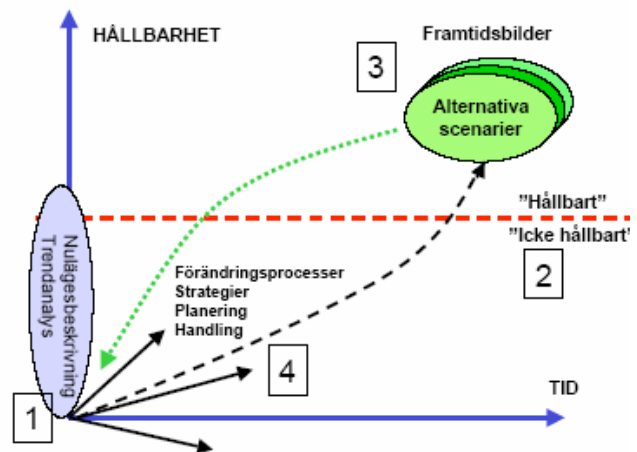 HÅLLBARHET
Framtidsbilder
3
Alternativa
scenarier
"Hållbart"
"Icke hållbart"
2
Nulägesbeskrivning
Trendanalys
Förändringsprocesser
Strategier
Planering
Handling
4
TID
1